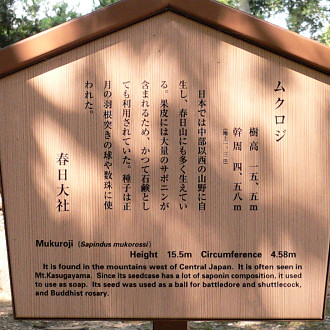 ムクロジ
樹高 一五、五m
幹周 四、五八m
日本では中部以西の山野に自
生し、春日山にも多く生えてい
る。果皮には大量のサポニンが
含まれるため、かつて石鹸とし
ても利用されていた。種子は正
月の羽根突きの球や数珠に使
われた。
春日大社
Mukuroji (Sapindus mukorossi)
Height 15.5m Circumference 4.58m
It is found in the mountains west of Central Japan. It is often seen in
Mt.Kasugayama. Since its seedcase has a lot of saponin composition, it used
to use as soap. Its seed was used as a ball for battledore and shuttlecock,
and Buddhist rosary.